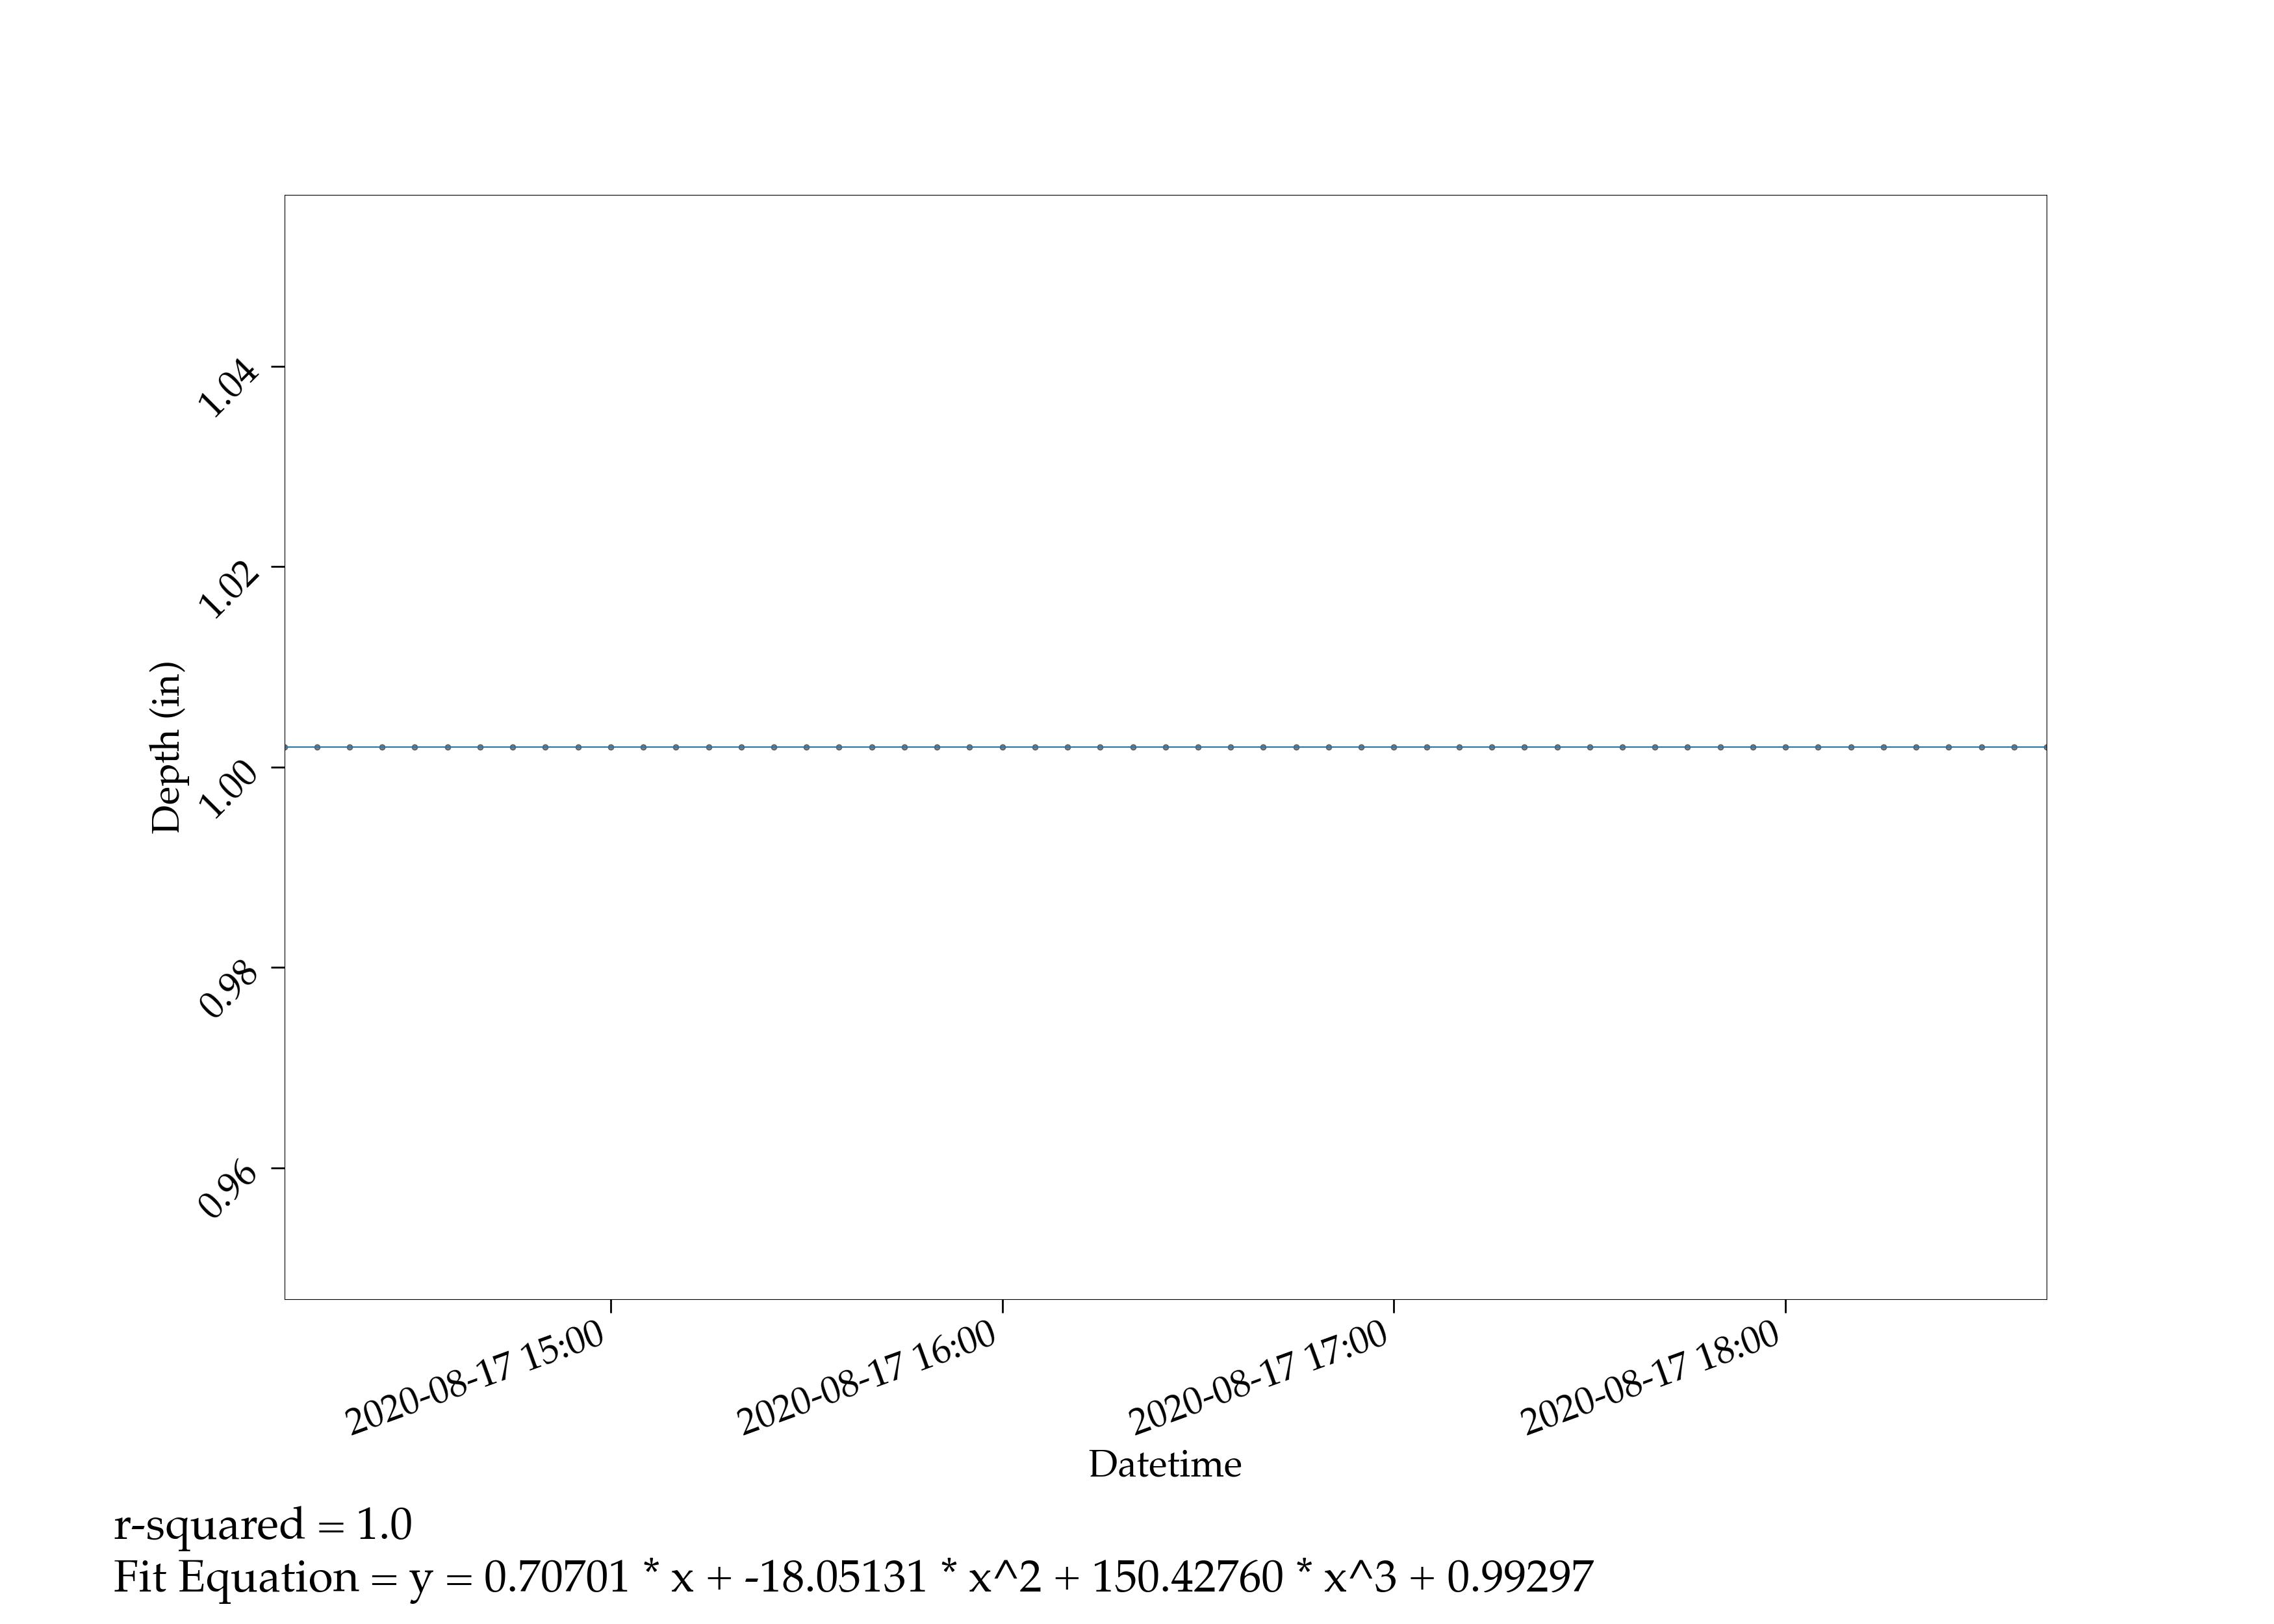 1.04
1.02
1.00
0.98
0.96
Depth (in)
2020-08-17 15:00
2020-08-17 16:00
2020-08-17 17:00
2020-08-17 18:00
Datetime
r-squared = 1.0
Fit Equation = y = 0.70701 * x + -18.05131 * x^2 + 150.42760 * x^3 + 0.99297